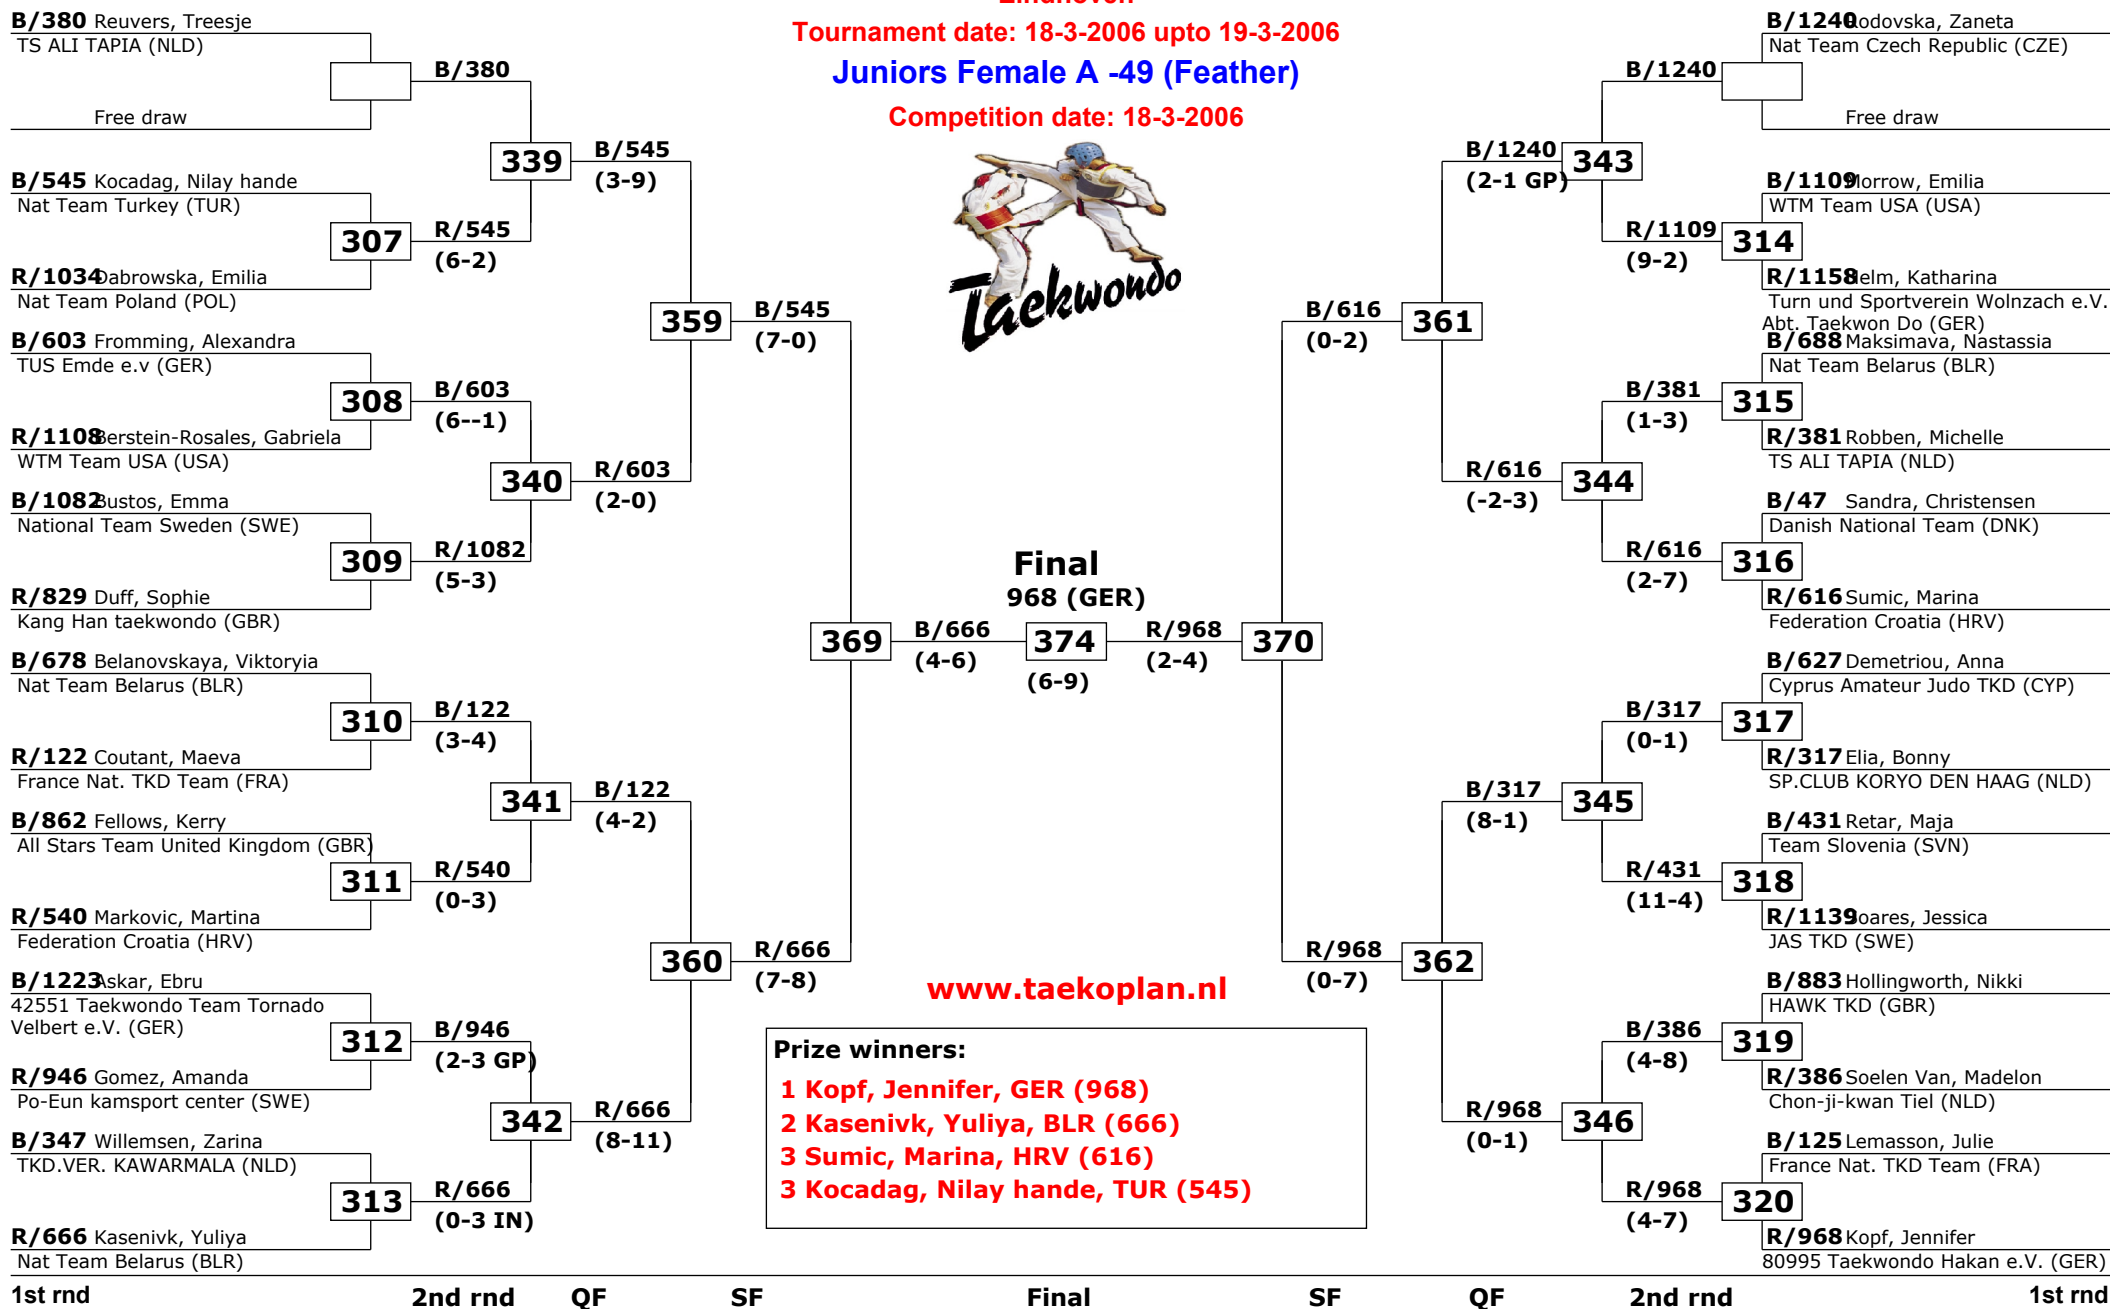 Eindhoven
Tournament date: 18-3-2006 upto 19-3-2006
Juniors Female A -49 (Feather)
Competition date: 18-3-2006
Taekwondo
B/380 Reuvers, Treesje
TS ALI TAPIA (NLD)
B/380
Free draw
339
B/545
(3-9)
B/545 Kocadag, Nilay hande
Nat Team Turkey (TUR)
307
R/545
(6-2)
R/1034 Dabrowska, Emilia
Nat Team Poland (POL)
359
B/545
(7-0)
B/603 Fromming, Alexandra
TUS Emde e.v (GER)
308
B/603
(6--1)
R/1108 Berstein-Rosales, Gabriela
WTM Team USA (USA)
340
R/603
(2-0)
B/1082 Bustos, Emma
National Team Sweden (SWE)
309
R/1082
(5-3)
R/829 Duff, Sophie
Kang Han taekwondo (GBR)
369
B/666
(4-6)
B/678 Belanovskaya, Viktoryia
Nat Team Belarus (BLR)
310
B/122
(3-4)
R/122 Coutant, Maeva
France Nat. TKD Team (FRA)
341
B/122
(4-2)
B/862 Fellows, Kerry
All Stars Team United Kingdom (GBR)
311
R/540
(0-3)
R/540 Markovic, Martina
Federation Croatia (HRV)
360
R/666
(7-8)
B/1223 Askar, Ebru
42551 Taekwondo Team Tornado
Velbert e.V. (GER)
312
B/946
(2-3 GP)
R/946 Gomez, Amanda
Po-Eun kamsport center (SWE)
342
R/666
(8-11)
B/347 Willemsen, Zarina
TKD.VER. KAWARMALA (NLD)
313
R/666
(0-3 IN)
R/666 Kasenivk, Yuliya
Nat Team Belarus (BLR)
Final
968 (GER)
374
(6-9)
R/968
(2-4)
370
B/1240 Rodovska, Zaneta
Nat Team Czech Republic (CZE)
B/1240
Free draw
B/1240
(2-1 GP)
343
B/1109 Morrow, Emilia
WTM Team USA (USA)
R/1109
(9-2)
314
R/1158 Helm, Katharina
Turn und Sportverein Wolnzach e.V.
Abt. Taekwon Do (GER)
B/616
(0-2)
361
B/688 Maksimava, Nastassia
Nat Team Belarus (BLR)
B/381
(1-3)
315
R/381 Robben, Michelle
TS ALI TAPIA (NLD)
R/616
(-2-3)
344
B/47 Sandra, Christensen
Danish National Team (DNK)
R/616
(2-7)
316
R/616 Sumic, Marina
Federation Croatia (HRV)
B/627 Demetriou, Anna
Cyprus Amateur Judo TKD (CYP)
B/317
(0-1)
317
R/317 Elia, Bonny
SP.CLUB KORYO DEN HAAG (NLD)
B/317
(8-1)
345
B/431 Retar, Maja
Team Slovenia (SVN)
R/431
(11-4)
318
R/1139 Soares, Jessica
JAS TKD (SWE)
R/968
(0-7)
362
B/883 Hollingworth, Nikki
HAWK TKD (GBR)
B/386
(4-8)
319
R/386 Soelen Van, Madelon
Chon-ji-kwan Tiel (NLD)
R/968
(0-1)
346
B/125 Lemasson, Julie
France Nat. TKD Team (FRA)
R/968
(4-7)
320
R/968 Kopf, Jennifer
80995 Taekwondo Hakan e.V. (GER)
www.taekoplan.nl
Prize winners:
1 Kopf, Jennifer, GER (968)
2 Kasenivk, Yuliya, BLR (666)
3 Sumic, Marina, HRV (616)
3 Kocadag, Nilay hande, TUR (545)
1st rnd 2nd rnd QF SF Final SF QF 2nd rnd 1st rnd